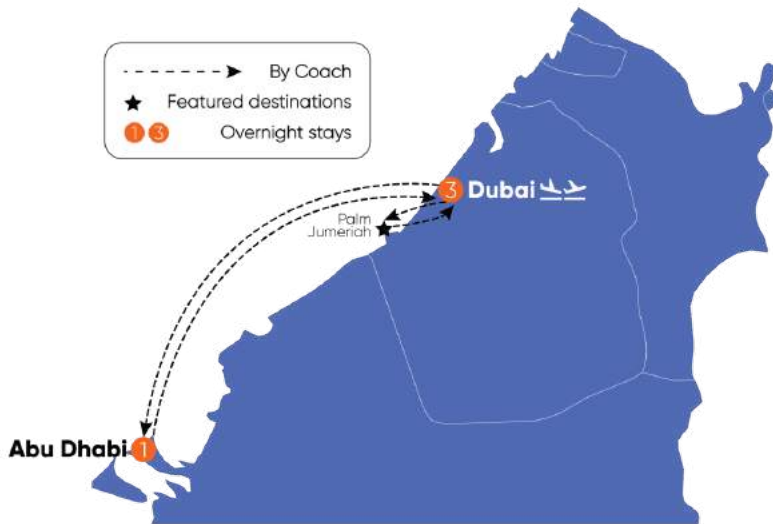 By Coach
Featured destinations
1 3 Overnight stays
3 Dubai
Palm
Jumeriah
Abu Dhabi 1